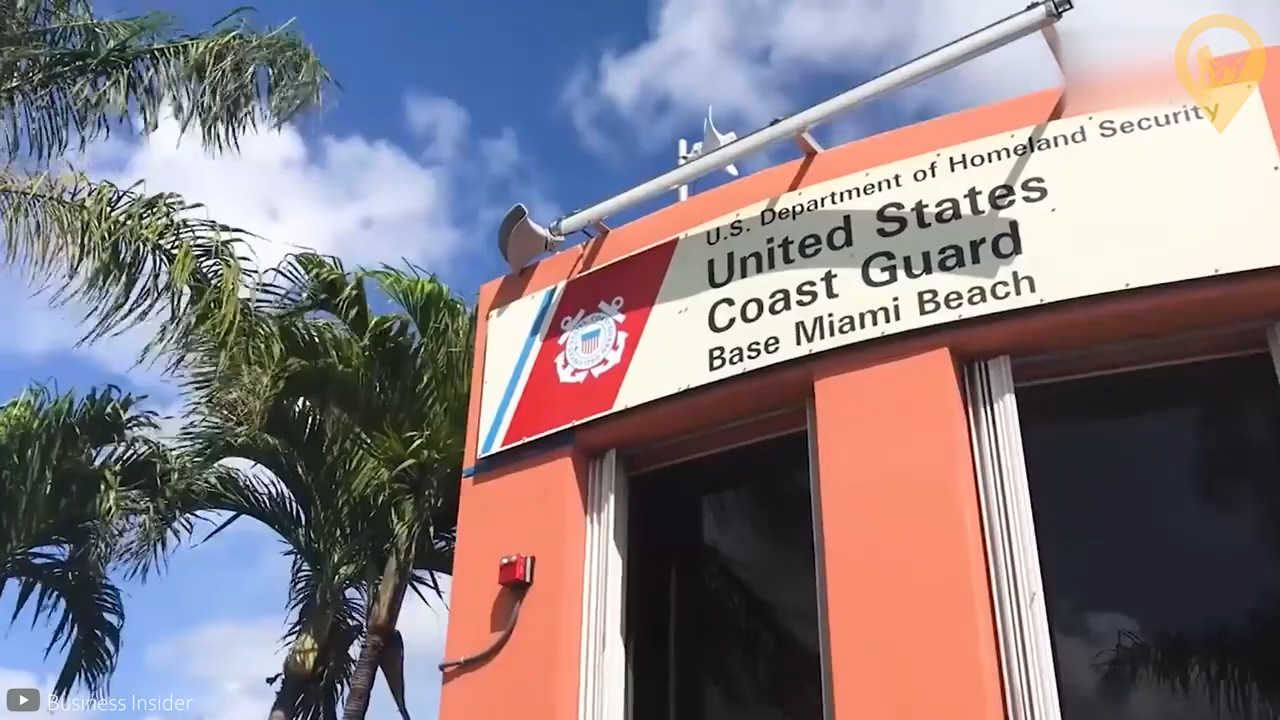 U.S. Department of Homeland Security
United States
Coast Guard
Base Miami Beach
Business Insider